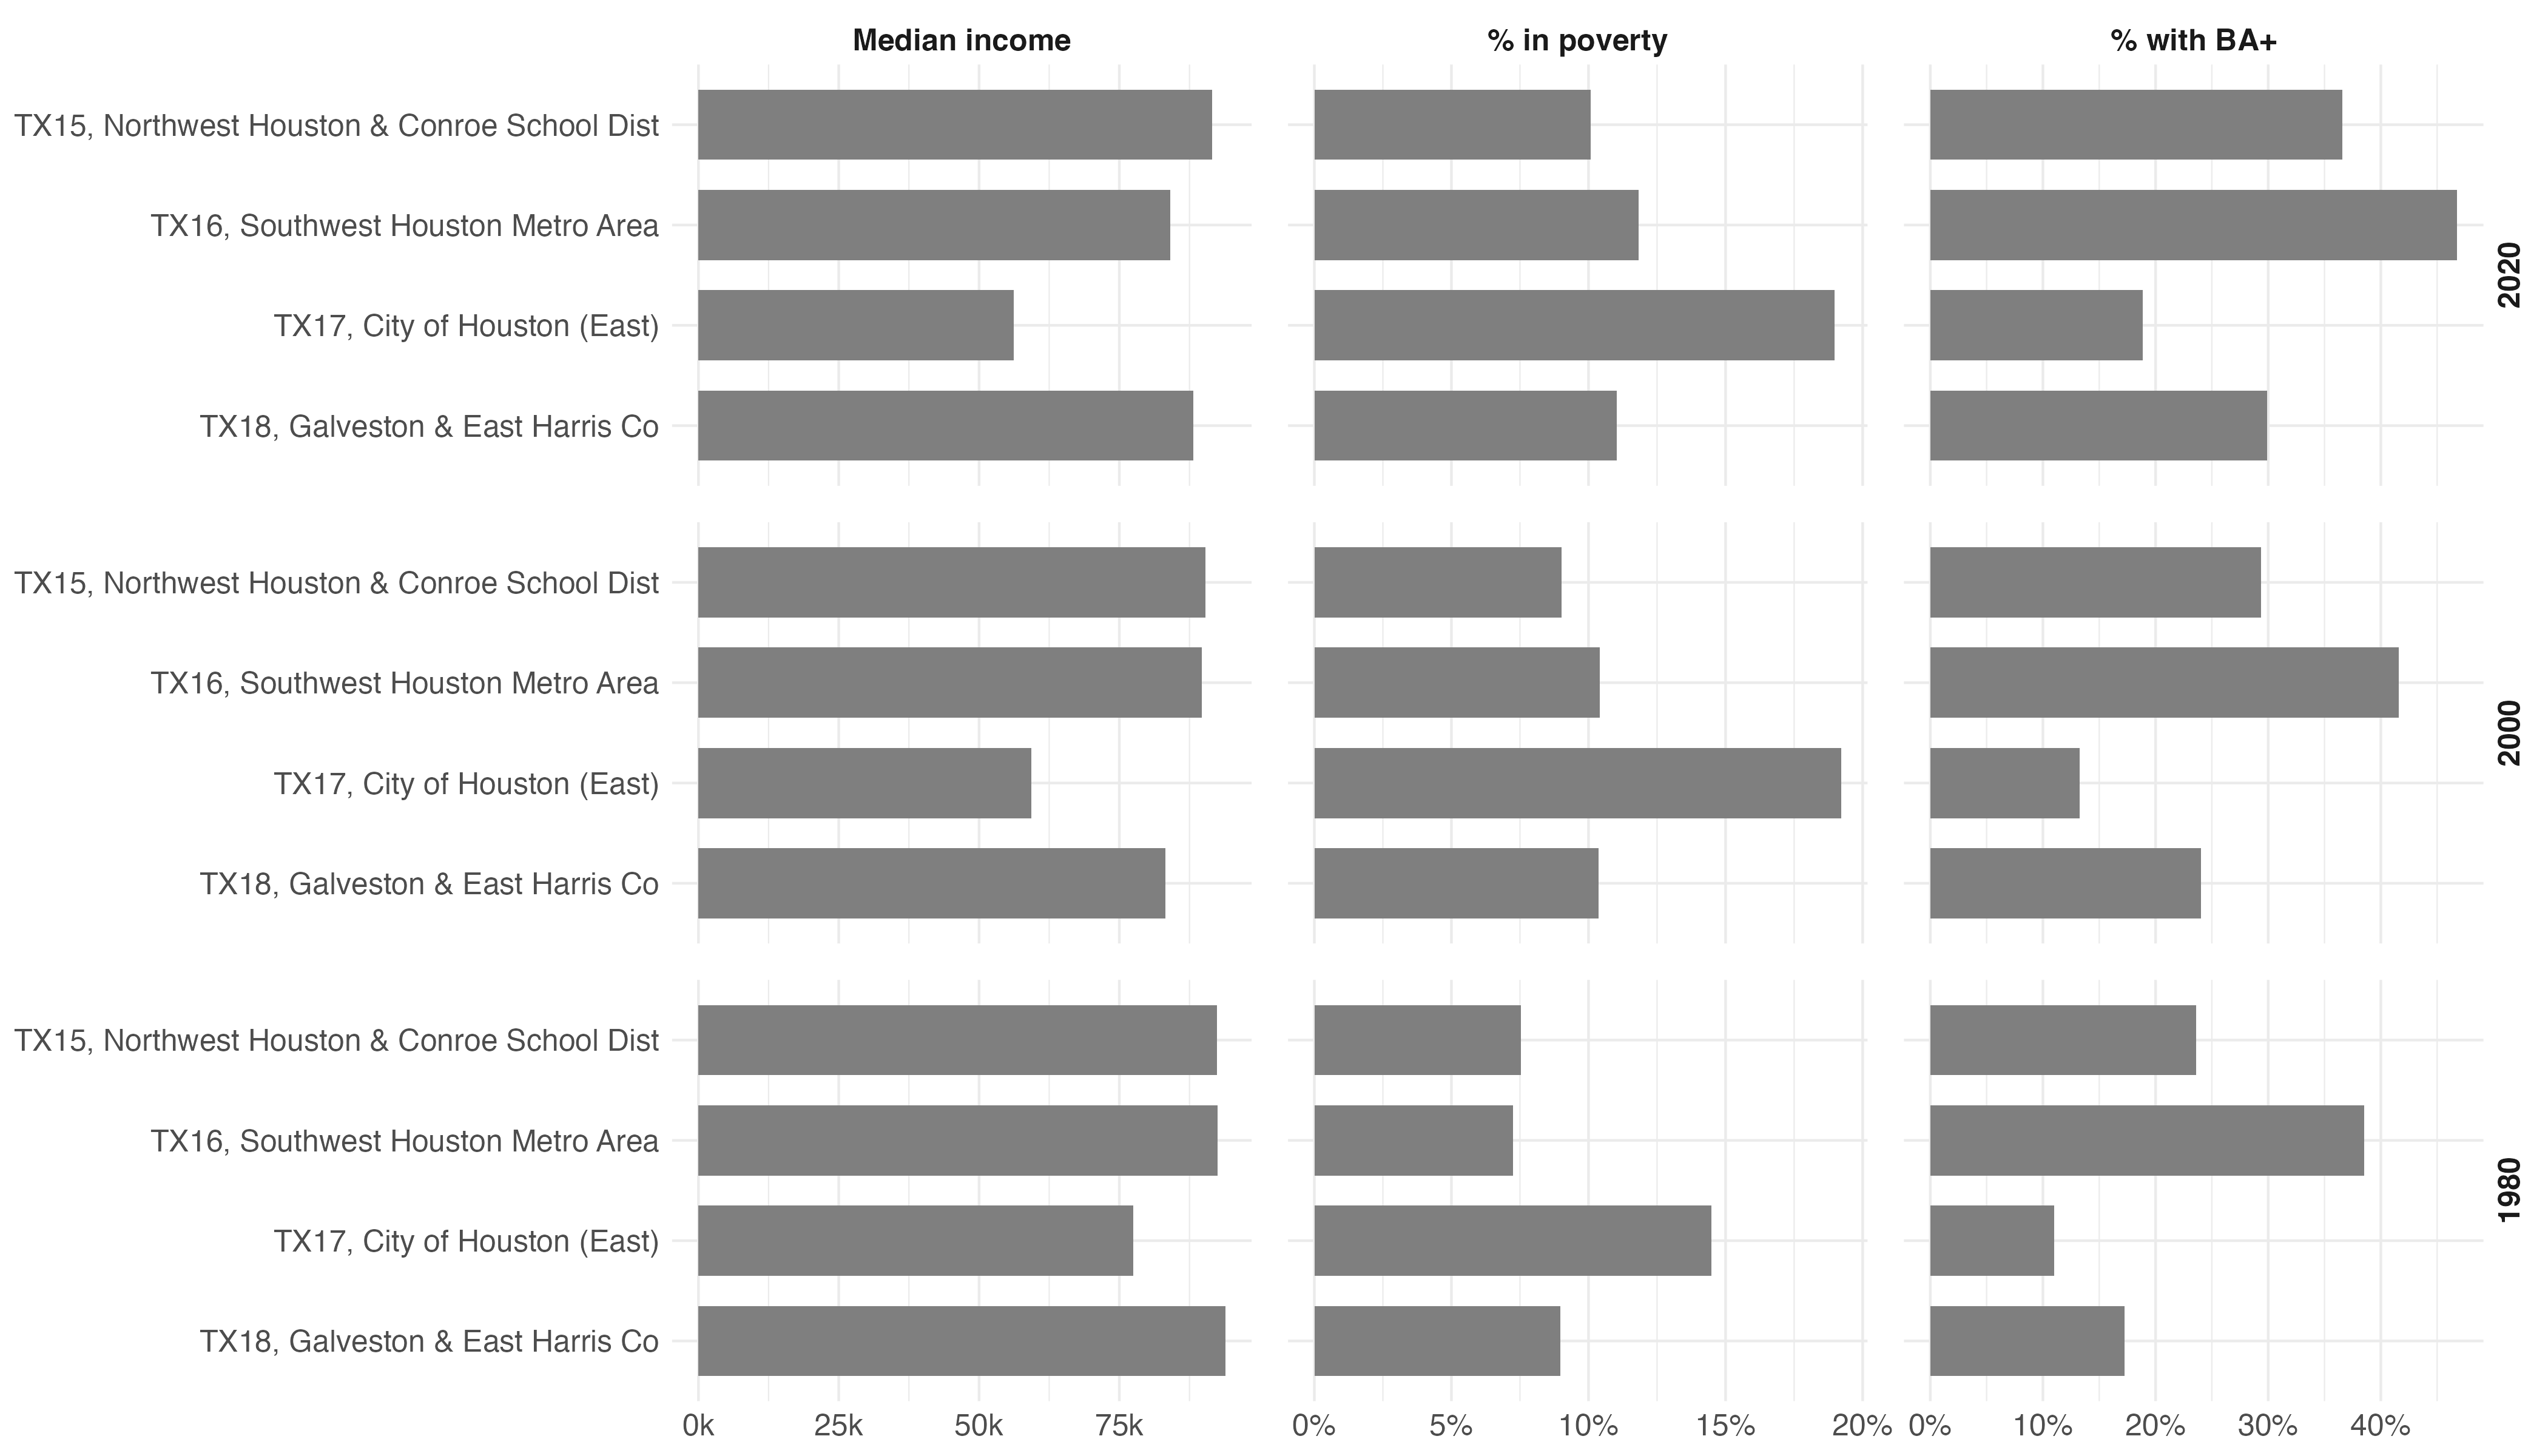 Median income
% in poverty
% with BA+
TX15, Northwest Houston & Conroe School Dist
TX16, Southwest Houston Metro Area
TX17, City of Houston (East)
TX18, Galveston & East Harris Co
2020
TX15, Northwest Houston & Conroe School Dist
TX16, Southwest Houston Metro Area
TX17, City of Houston (East)
TX18, Galveston & East Harris Co
2000
TX15, Northwest Houston & Conroe School Dist
TX16, Southwest Houston Metro Area
TX17, City of Houston (East)
TX18, Galveston & East Harris Co
1980
0k 25k 50k 75k
0% 5% 10% 15% 20%
0% 10% 20% 30% 40%